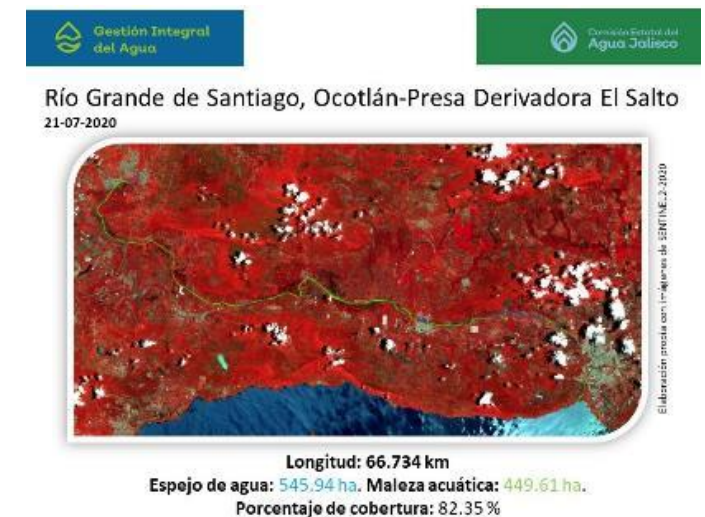 Gestión Integral
del Agua
Comisión Estatal del
Agua Jalisco
Río Grande de Santiago, Ocotlán-Presa Derivadora El Salto
21-07-2020
Elaboración propia con imágenes de SENTINEL 2-2020
Longitud: 66.734 km
Espejo de agua: 545.94 ha. Maleza acuática: 449.61 ha.
Porcentaje de cobertura: 82.35 %